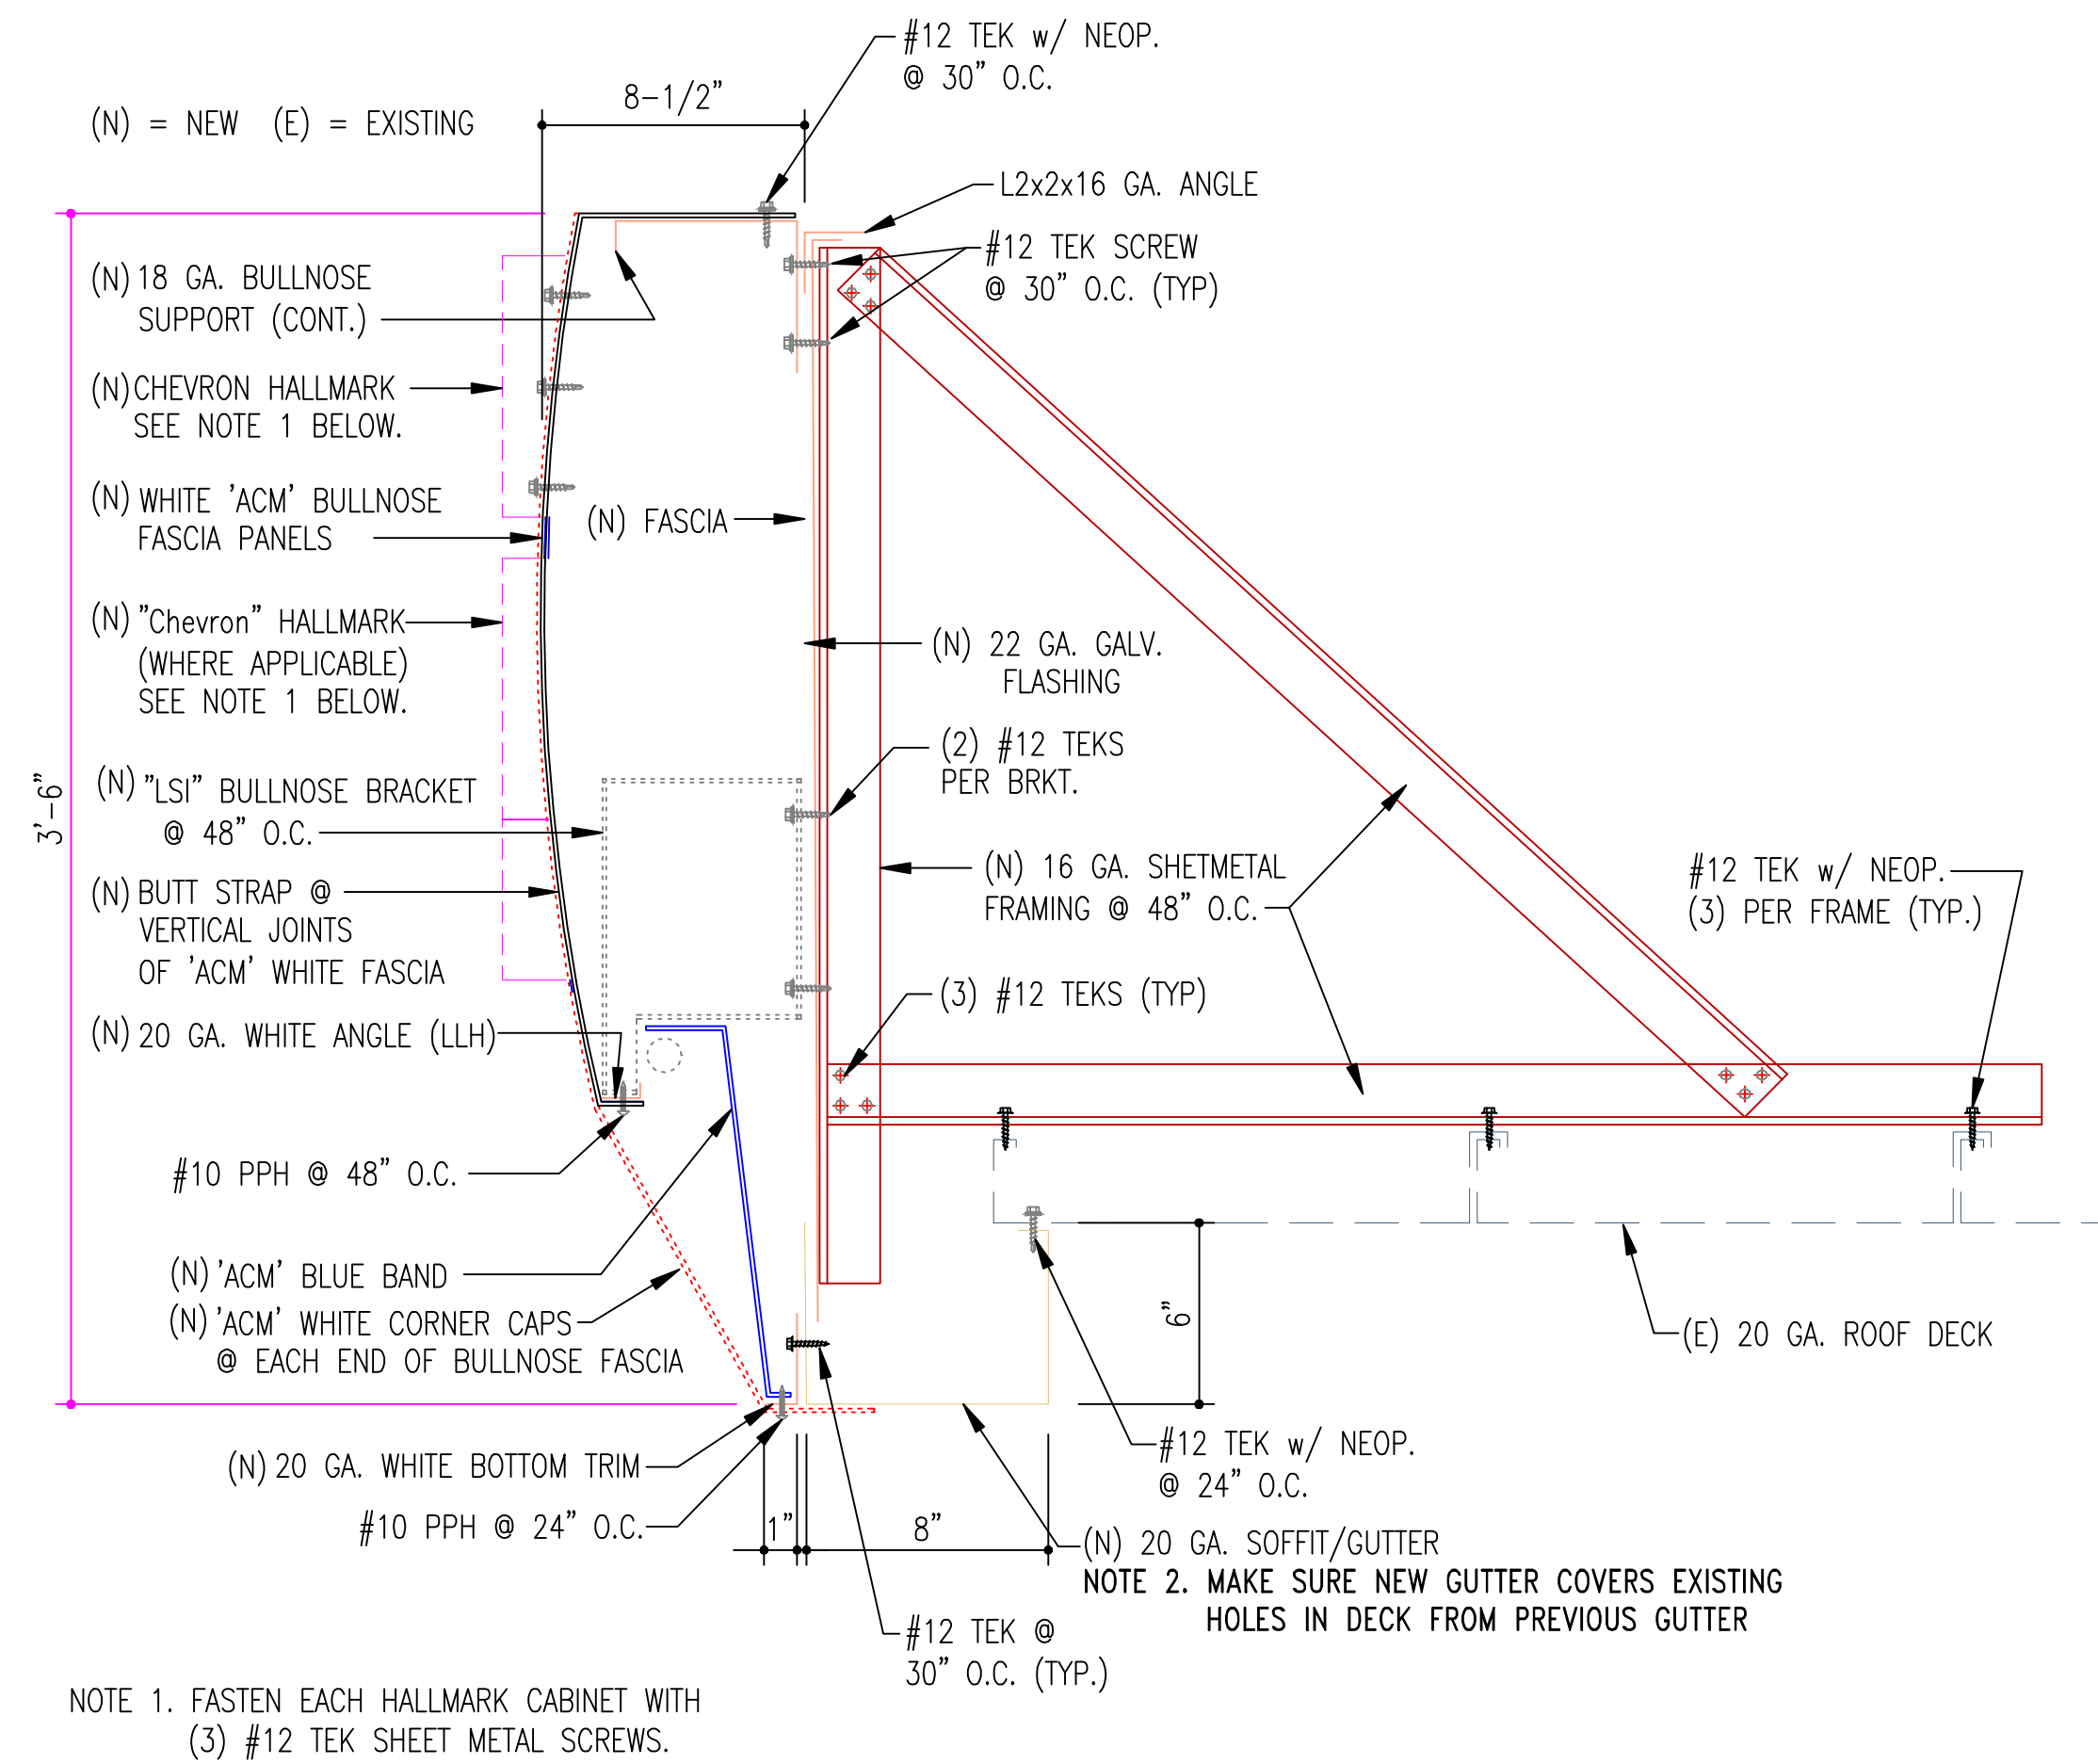 #12 TEK w/ NEOP.
@ 30" O.C.
8-1/2"
(N) = NEW (E) = EXISTING
L2x2x16 GA. ANGLE
#12 TEK SCREW
@ 30" O.C. (TYP)
(N) 18 GA. BULLNOSE
SUPPORT (CONT.)
(N) CHEVRON HALLMARK
SEE NOTE 1 BELOW.
(N) WHITE 'ACM' BULLNOSE
FASCIA PANELS
(N) FASCIA
(N) "Chevron" HALLMARK
(WHERE APPLICABLE)
SEE NOTE 1 BELOW.
(N) 22 GA. GALV.
FLASHING
(2) #12 TEKS
PER BRKT.
3'-6"
(N) "LSI" BULLNOSE BRACKET
@ 48" O.C.
(N) 16 GA. SHETMETAL
FRAMING @ 48" O.C.
#12 TEK w/ NEOP.
(3) PER FRAME (TYP.)
(N) BUTT STRAP @
VERTICAL JOINTS
OF 'ACM' WHITE FASCIA
(3) #12 TEKS (TYP)
(N) 20 GA. WHITE ANGLE (LLH)
#10 PPH @ 48" O.C.
(N) 'ACM' BLUE BAND
(N) 'ACM' WHITE CORNER CAPS
@ EACH END OF BULLNOSE FASCIA
6"
(E) 20 GA. ROOF DECK
(N) 20 GA. WHITE BOTTOM TRIM
#10 PPH @ 24" O.C.
1"
8"
#12 TEK w/ NEOP.
@ 24" O.C.
(N) 20 GA. SOFFIT/GUTTER
NOTE 2. MAKE SURE NEW GUTTER COVERS EXISTING
HOLES IN DECK FROM PREVIOUS GUTTER
#12 TEK @
30" O.C. (TYP.)
NOTE 1. FASTEN EACH HALLMARK CABINET WITH
(3) #12 TEK SHEET METAL SCREWS.